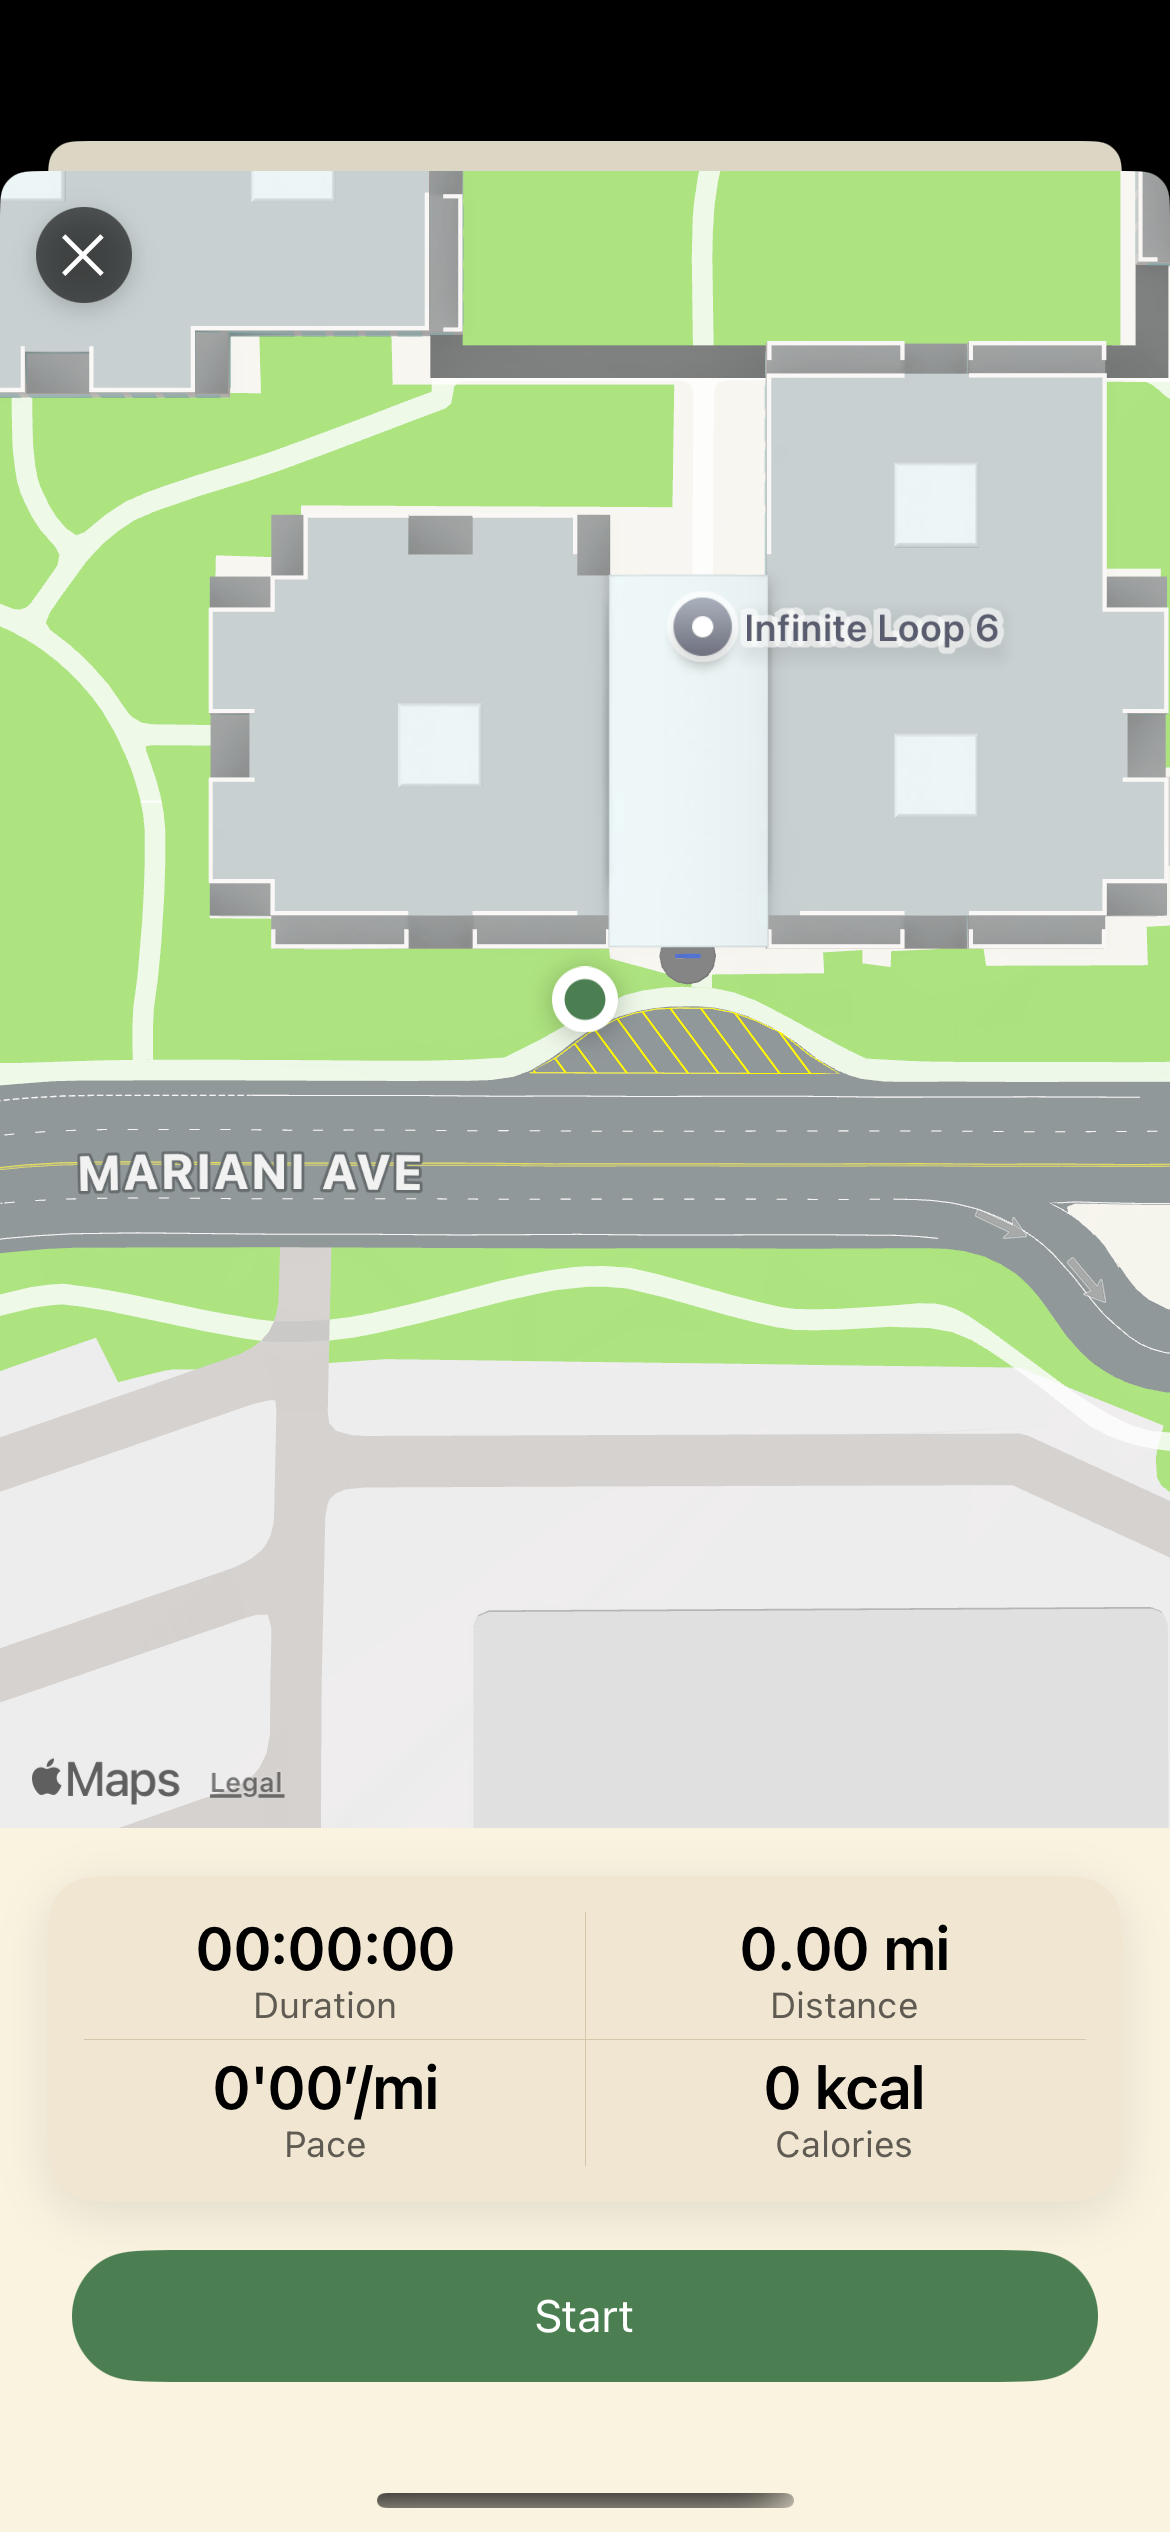 Infinite Loop 6
MARIANI AVE
Maps Legal
00:00:00
Duration
0.00 mi
Distance
0'00’/mi
Pace
0 kcal
Calories
Start